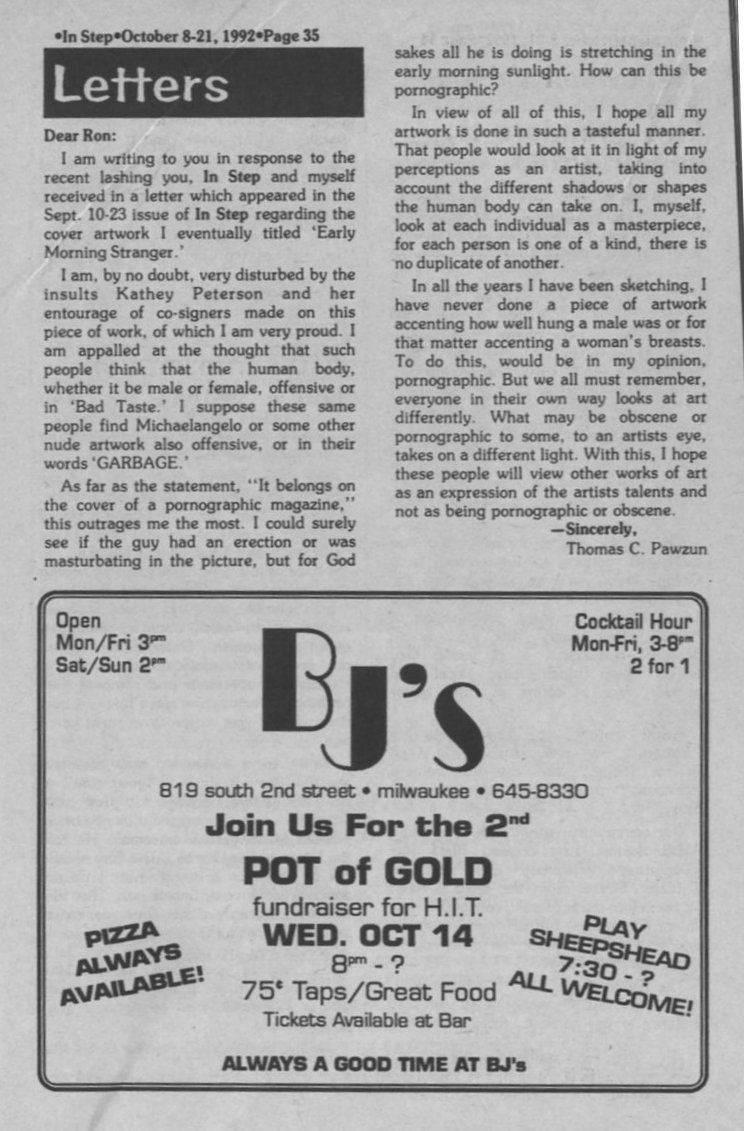 •In Step•October 8-21, 1992•Page 35
Letters
Dear Ron:
I am writing to you in response to the
recent lashing you, In Step and myself
received in a letter which appeared in the
Sept. 10-23 issue of In Step regarding the
cover artwork I eventually titled ‘Early
Morning Stranger.’
I am, by no doubt, very disturbed by the
insults Kathey Peterson and her
entourage of co-signers made on this
piece of work, of which I am very proud. I
am appalled at the thought that such
people think that the human body,
whether it be male or female, offensive or
in ‘Bad Taste.’ I suppose these same
people find Michaelangelo or some other
nude artwork also offensive, or in their
words ‘GARBAGE.’
As far as the statement, “It belongs on
the cover of a pornographic magazine,”
this outrages me the most. I could surely
see if the guy had an erection or was
masturbating in the picture, but for God
sakes all he is doing is stretching in the
early morning sunlight. How can this be
pornographic?
In view of all of this, I hope all my
artwork is done in such a tasteful manner.
That people would look at it in light of my
perceptions as an artist, taking into
account the different shadows or shapes
the human body can take on. I, myself,
look at each individual as a masterpiece,
for each person is one of a kind, there is
no duplicate of another.
In all the years I have been sketching, I
have never done a piece of artwork
accenting how well hung a male was or for
that matter accenting a woman’s breasts.
To do this, would be in my opinion,
pornographic. But we all must remember,
everyone in their own way looks at art
differently. What may be obscene or
pornographic to some, to an artists eye,
takes on a different light. With this, I hope
these people will view other works of art
as an expression of the artists talents and
not as being pornographic or obscene.
—Sincerely,
Thomas C. Pawzun
Open
Mon/Fri 3pm
Sat/Sun 2pm
Cocktail Hour
Mon-Fri, 3-8pm
2 for 1
BJ’s
819 south 2nd street • milwaukee • 645-8330
Join Us For the 2nd
POT of GOLD
fundraiser for H.I.T.
WED. OCT 14
8pm - ?
75¢ Taps/Great Food
Tickets Available at Bar
PIZZA
ALWAYS
AVAILABLE!
PLAY
SHEEPSHEAD
7:30 - ?
ALL WELCOME!
ALWAYS A GOOD TIME AT BJ’s